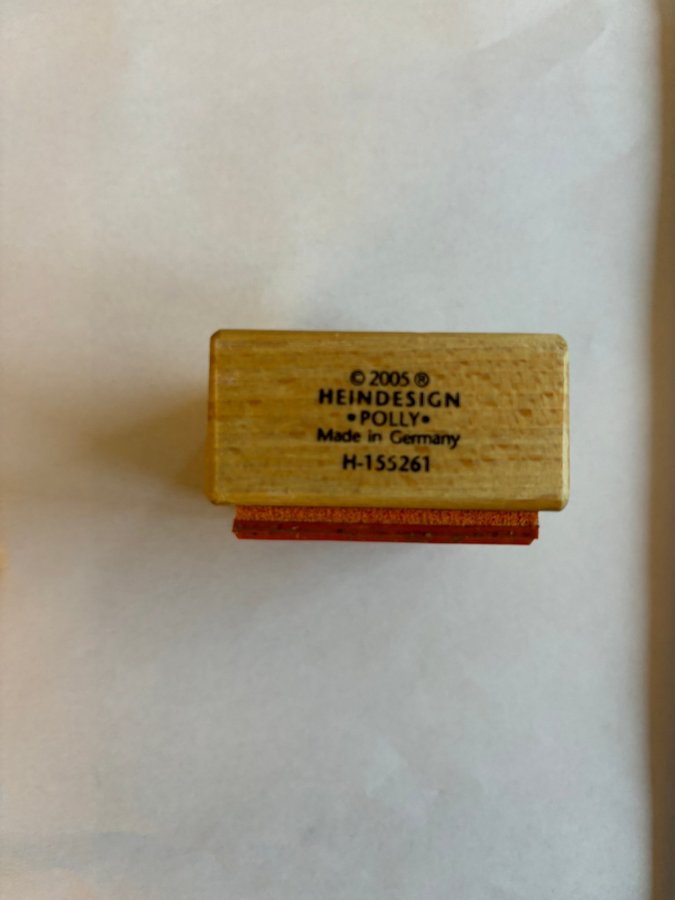 © 2005 ®
HEINDESIGN
•POLLY•
Made in Germany
H-155261